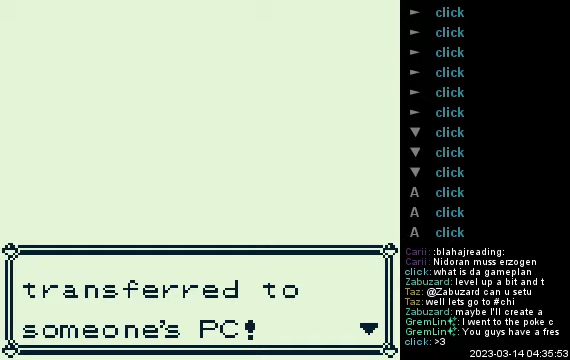 transferred to
someone's PC!
► click
► click
► click
► click
► click
► click
▼ click
▼ click
▼ click
A click
A click
A click
Carii: :blahajreading:
Carii: Nidoran muss erzogen
click: what is da gameplan
Zabuzard: level up a bit and t
Taz: @Zabuzard can u setu
Taz: well lets go to #chi
Zabuzard: maybe I'll create a
GremLin: I went to the poke c
GremLin: You guys have a fres
click: >3
2023-03-14 04:35:53